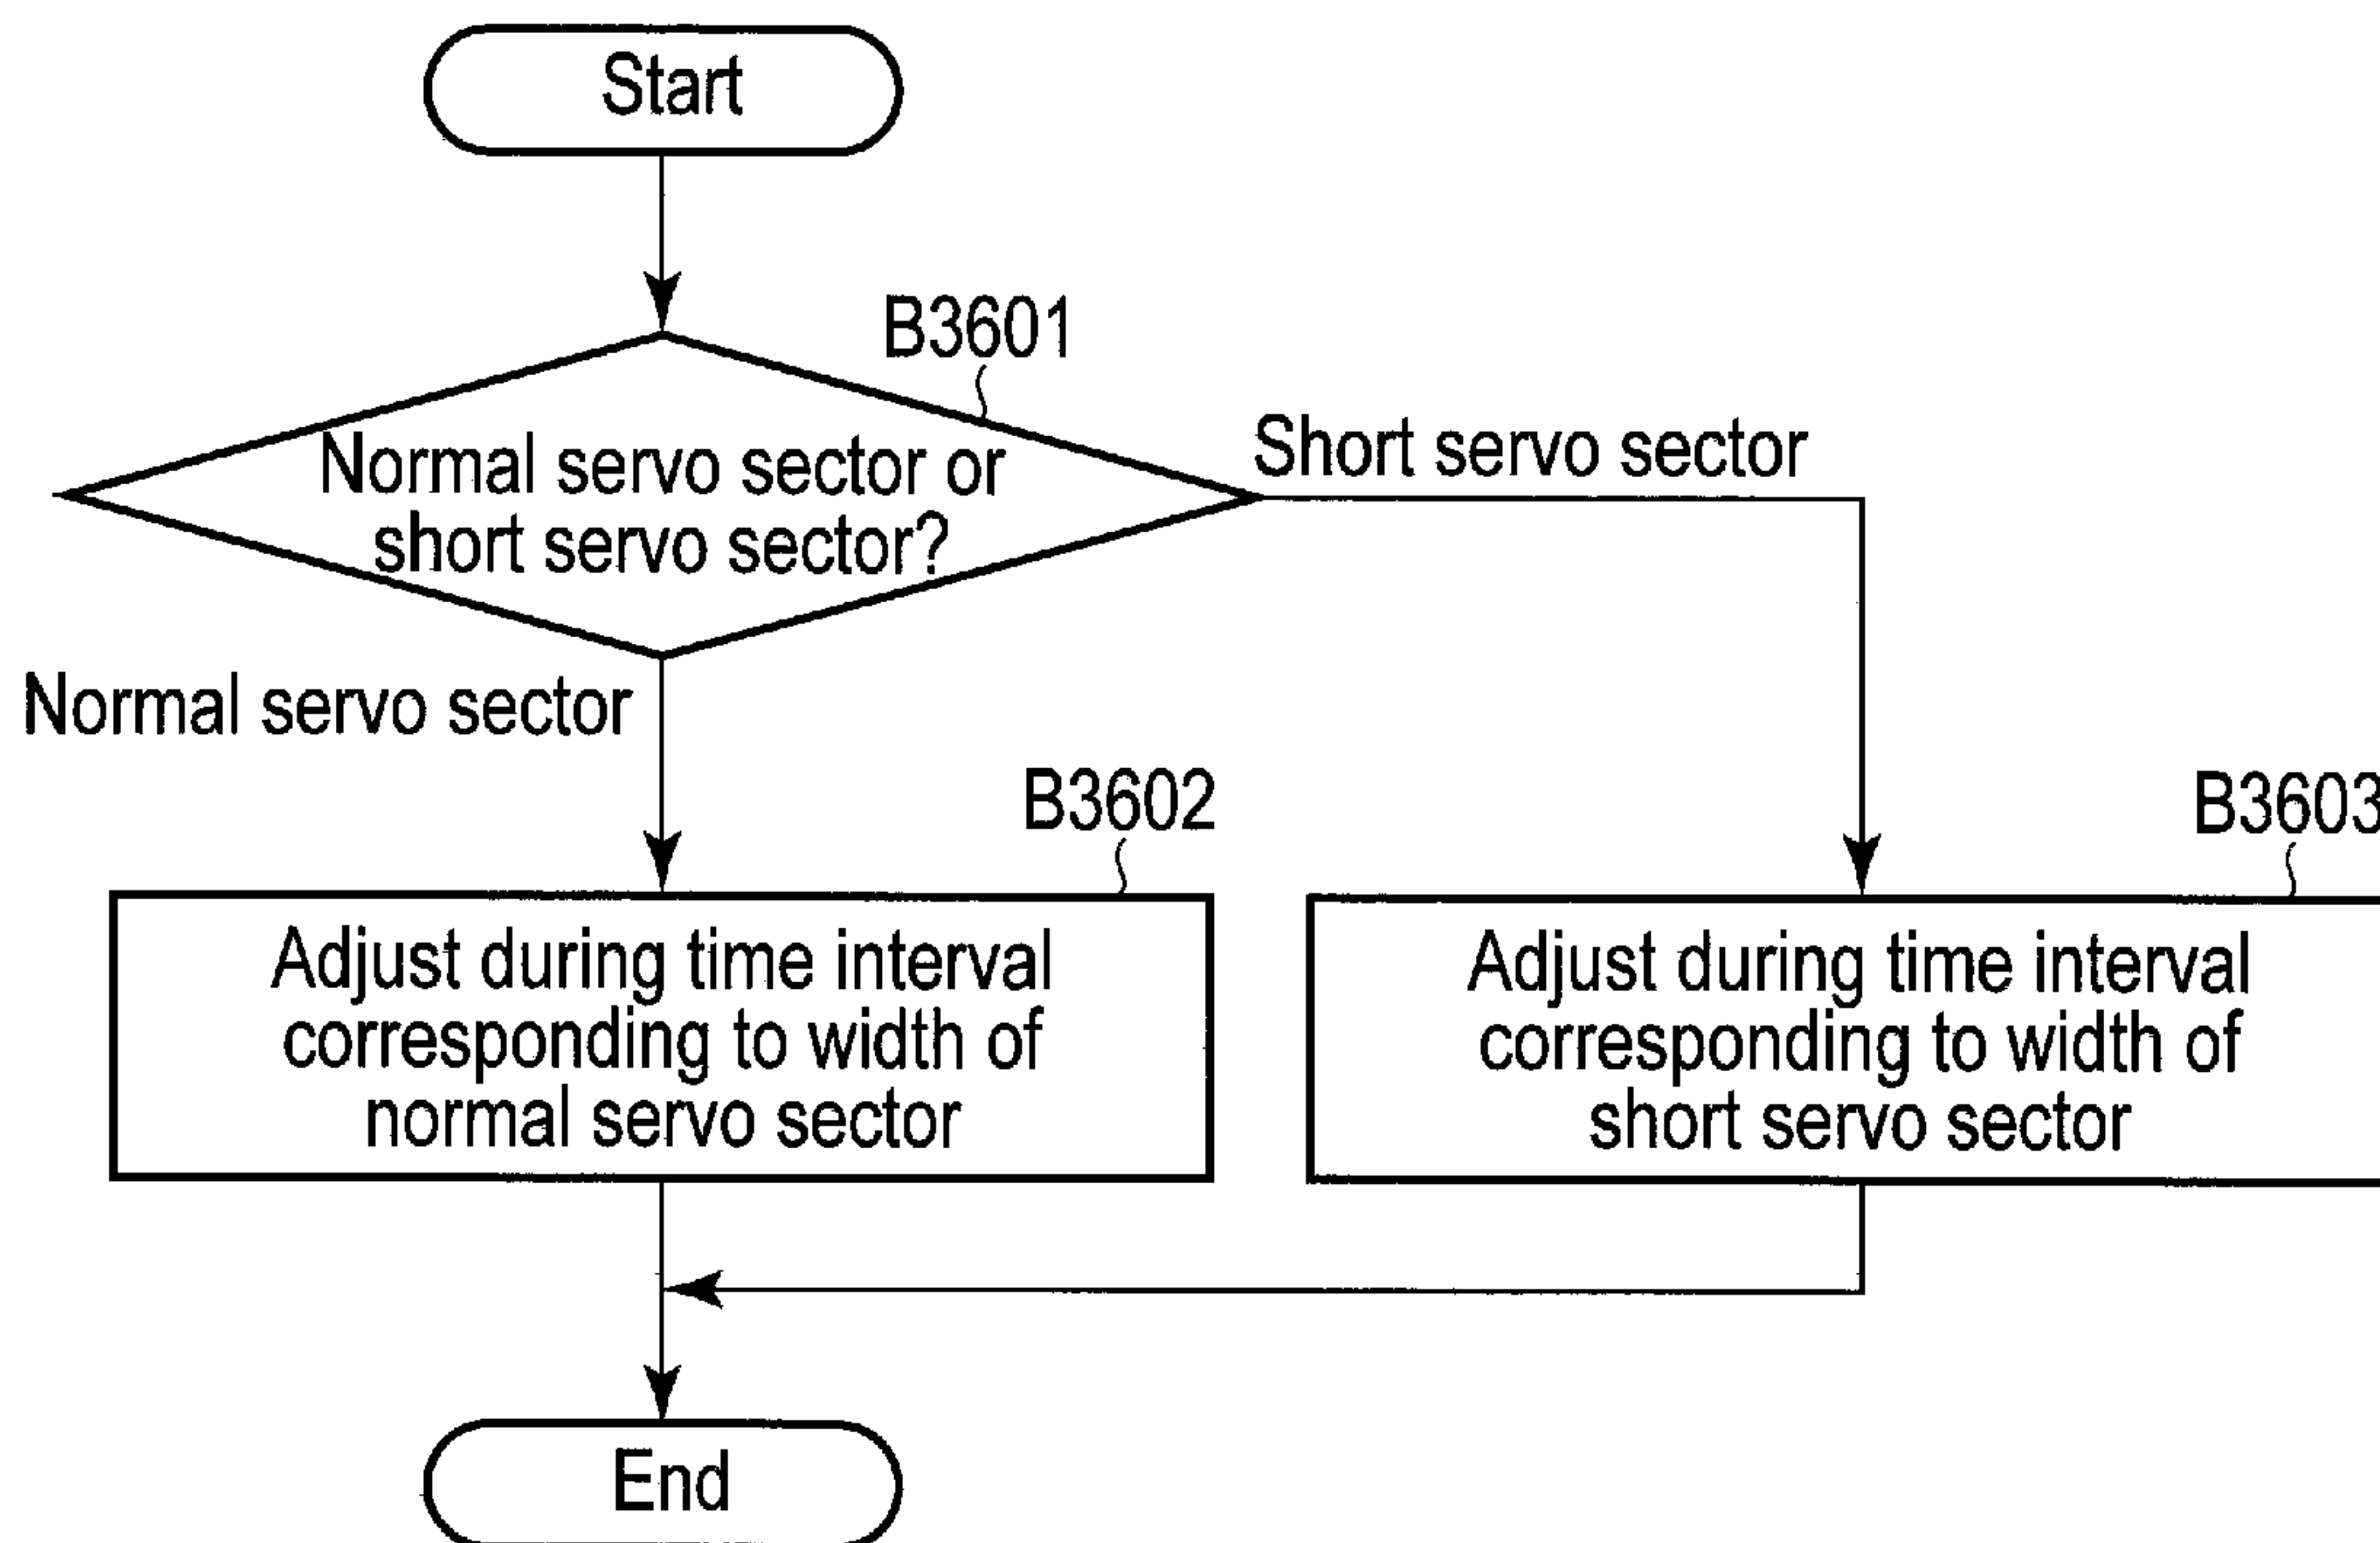 Start
B3601
Normal servo sector or
short servo sector?
Short servo sector
Normal servo sector
B3602
Adjust during time interval
corresponding to width of
normal servo sector
B3603
Adjust during time interval
corresponding to width of
short servo sector
End